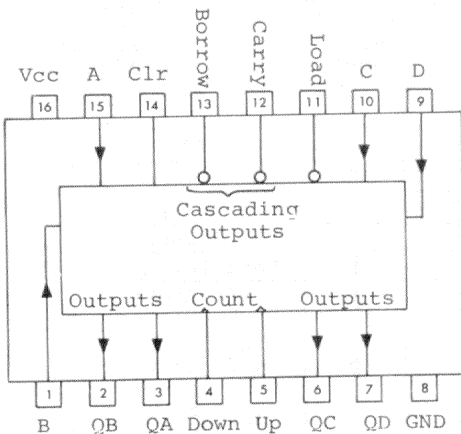 Borrow Carry Load
Vcc A Clr C D
16 15 14 13 12 11 10 9
Cascading
Outputs
Outputs Count Outputs
1 2 3 4 5 6 7 8
B QB QA Down Up QC QD GND